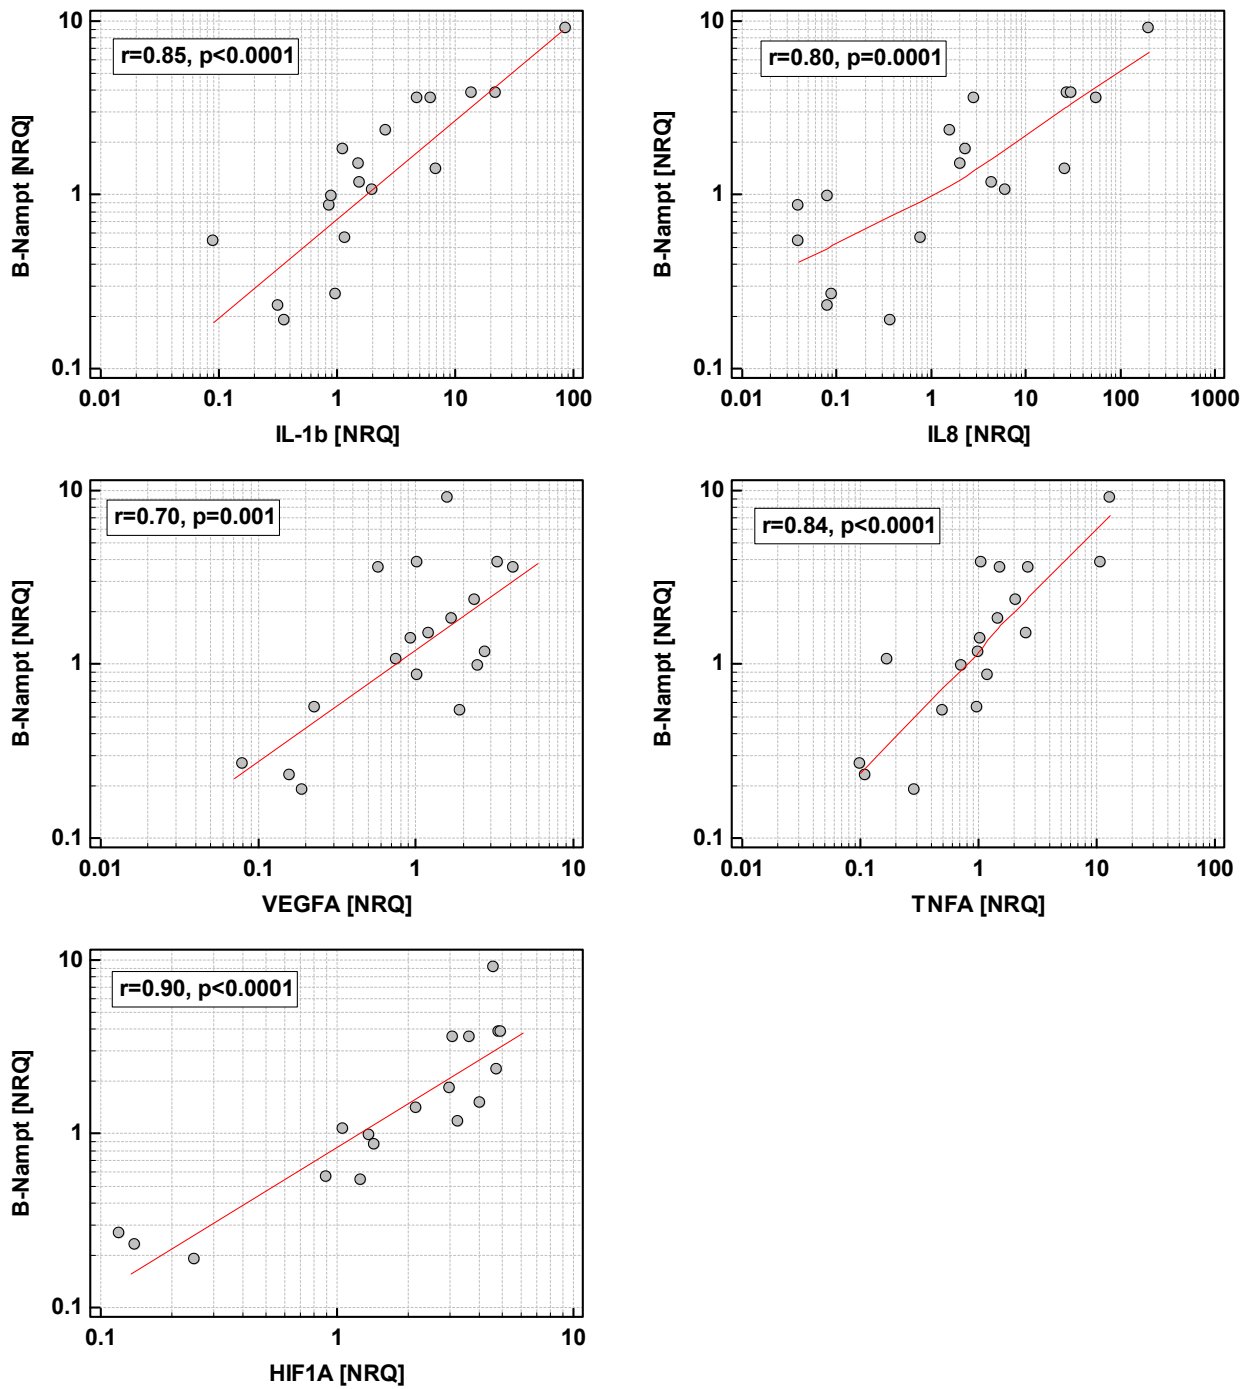 r=0.85, p<0.0001
B-Nampt [NRQ]
10
1
0.1
0.01
0.1
1
10
100
IL-1b [NRQ]
r=0.80, p=0.0001
B-Nampt [NRQ]
10
1
0.1
0.01
0.1
1
10
100
1000
IL8 [NRQ]
r=0.70, p=0.001
B-Nampt [NRQ]
10
1
0.1
0.01
0.1
1
10
VEGFA [NRQ]
r=0.84, p<0.0001
B-Nampt [NRQ]
10
1
0.1
0.01
0.1
1
10
100
TNFA [NRQ]
r=0.90, p<0.0001
B-Nampt [NRQ]
10
1
0.1
0.1
1
10
HIF1A [NRQ]